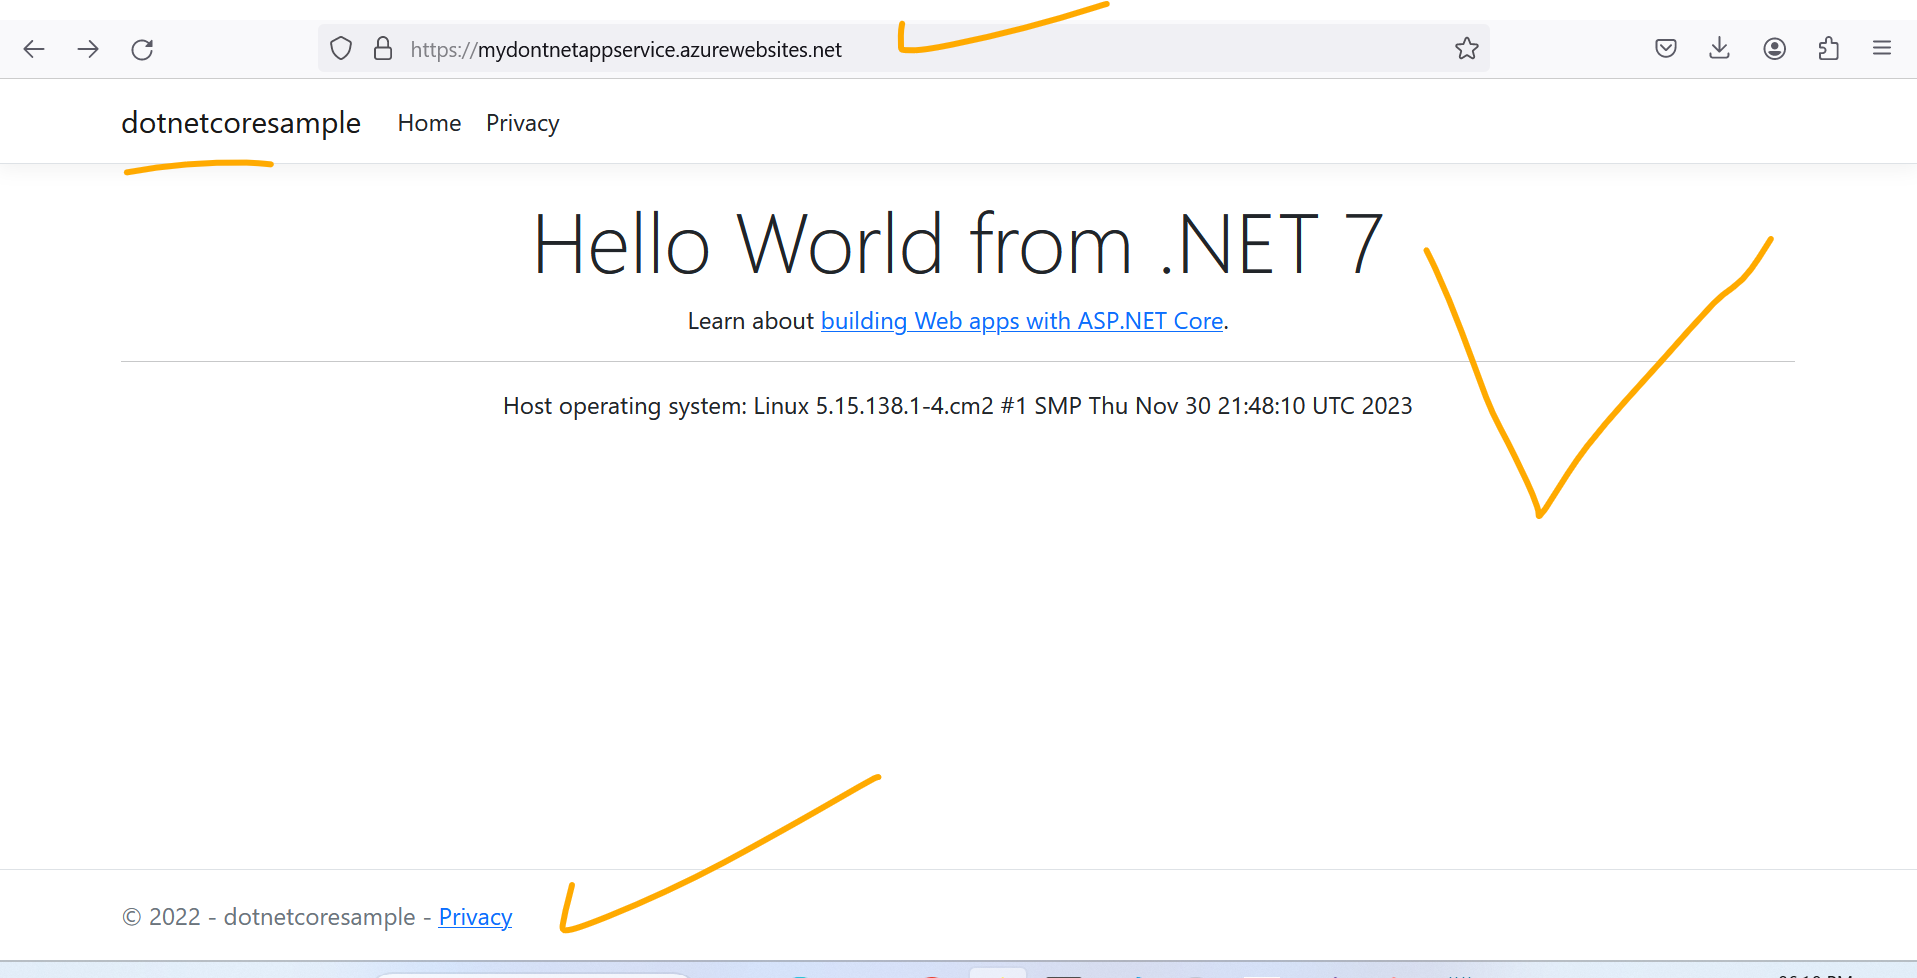 https://mydontnetappservice.azurewebsites.net
dotnetcoresample Home Privacy
Hello World from .NET 7
Learn about building Web apps with ASP.NET Core.
Host operating system: Linux 5.15.138.1-4.cm2 #1 SMP Thu Nov 30 21:48:10 UTC 2023
© 2022 - dotnetcoresample - Privacy